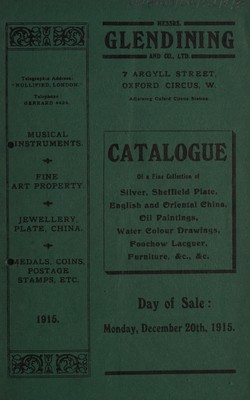 Telegraphic Address:
"NOLLIFIED, LONDON."
Telephone:
GERRARD
MUSICAL
INSTRUMENTS.
FINE
ART PROPERTY.
JEWELLERY,
PLATE, CHINA.
MEDALS, COINS,
POSTAGE
STAMPS, ETC.
1915.
MESSRS.
GLENDINING
AND CO., LTD.
7 ARGYLL STREET,
OXFORD CIRCUS, W.
Adjoining Oxford Circus Station
CATALOGUE
Of a Fine Collection of
Silver, Sheffield Plate,
English and Oriental China,
Oil Paintings,
Water Colour Drawings,
Foochow Lacquer,
Furniture, &c., &c.
Day of Sale:
Monday, December 20th, 1915.